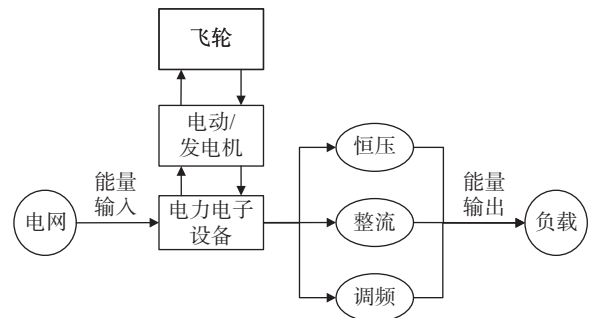 飞轮
电动/
发电机
恒压
能量
输入
能量
输出
电网
电力电子
设备
整流
负载
调频